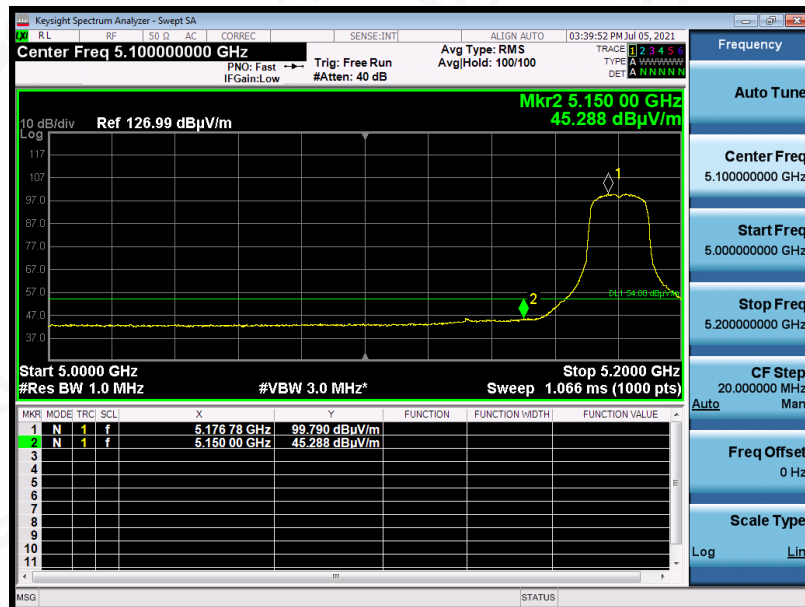 Keysight Spectrum Analyzer - Swept SA
LXI RL RF 50 Ω AC CORREC SENSE:INT ALIGN AUTO 03:39:52 PM Jul 05, 2021
Center Freq 5.100000000 GHz
PNO: Fast
IFGain:Low
Trig: Free Run
#Atten: 40 dB
Avg Type: RMS
Avg|Hold: 100/100
TRACE 1 2 3 4 5 6
TYPE A WWWWW
DET A N N N N N
Mkr2 5.150 00 GHz
45.288 dBµV/m
10 dB/div Ref 126.99 dBµV/m
Log
117
107
97.0
87.0
77.0
67.0
57.0
47.0
37.0
1
2
DL1 54.00 dBµV/m
Start 5.0000 GHz Stop 5.2000 GHz
#Res BW 1.0 MHz #VBW 3.0 MHz* Sweep 1.066 ms (1000 pts)
MKR MODE TRC SCL X Y FUNCTION FUNCTION WIDTH FUNCTION VALUE
1 N 1 f 5.176 78 GHz 99.790 dBµV/m
2 N 1 f 5.150 00 GHz 45.288 dBµV/m
3
4
5
6
7
8
9
10
11
MSG STATUS
Frequency
Auto Tune
Center Freq
5.100000000 GHz
Start Freq
5.000000000 GHz
Stop Freq
5.200000000 GHz
CF Step
20.000000 MHz
Auto Man
Freq Offset
0 Hz
Scale Type
Log Lin